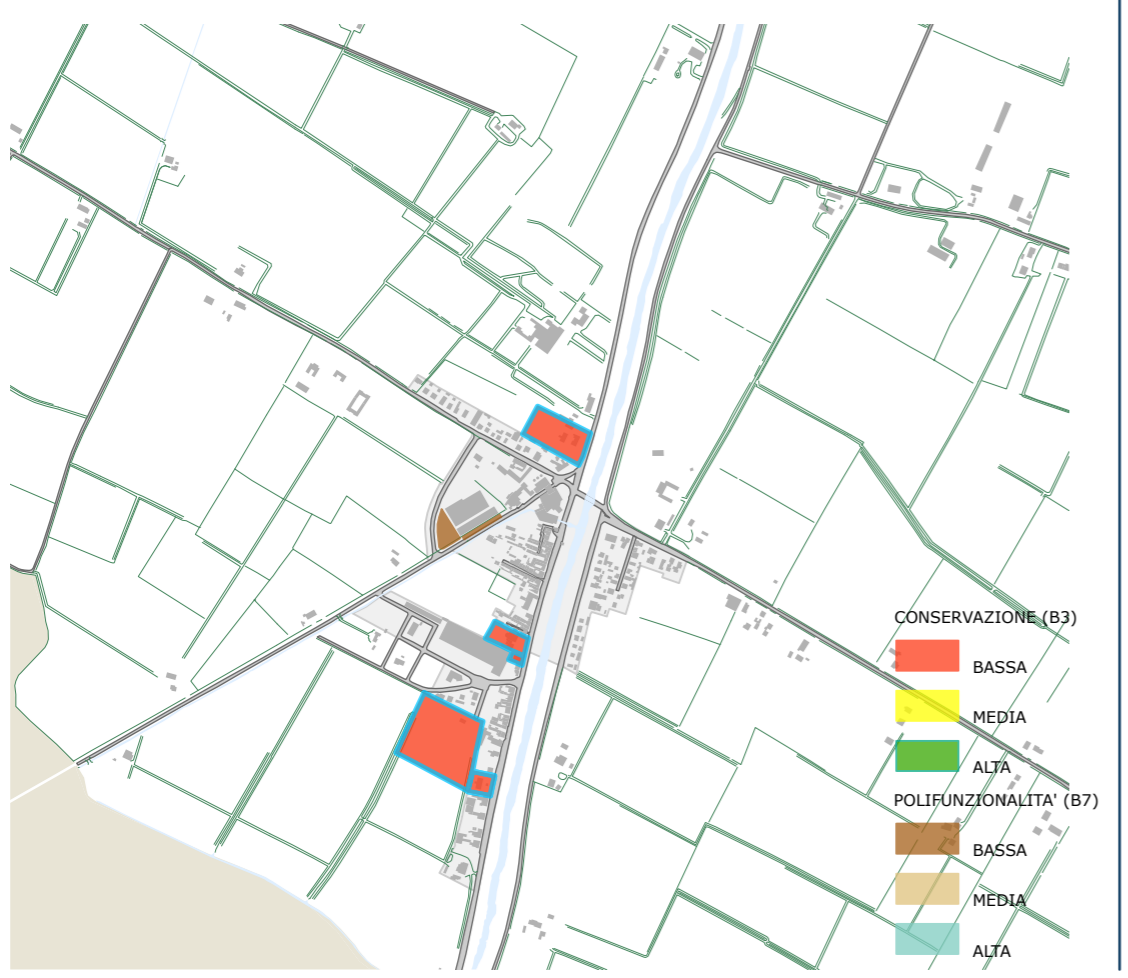 CONSERVAZIONE (B3)
BASSA
MEDIA
ALTA
POLIFUNZIONALITA' (B7)
BASSA
MEDIA
ALTA